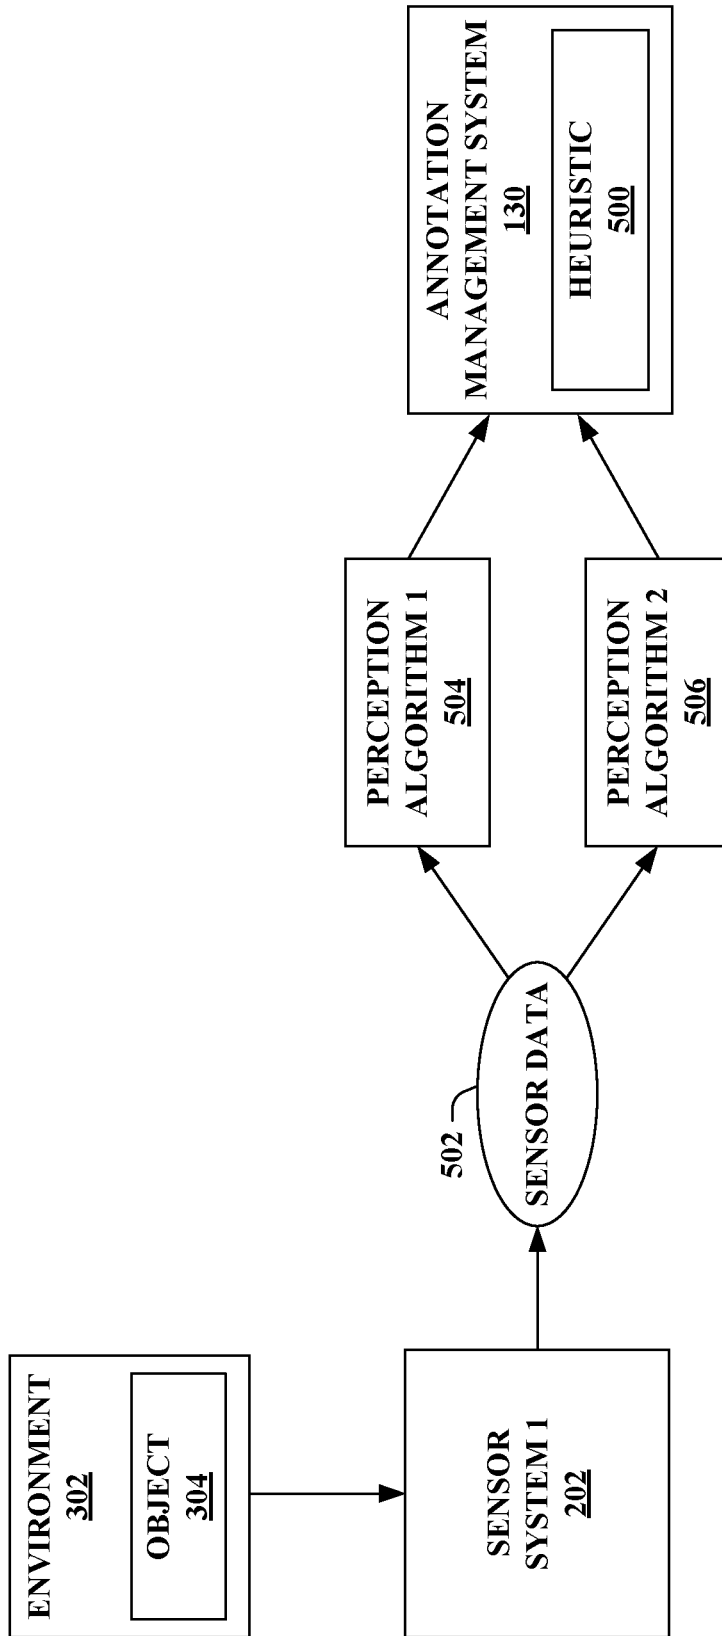 ENVIRONMENT
302
OBJECT
304
SENSOR
SYSTEM 1
202
502
SENSOR DATA
PERCEPTION
ALGORITHM 1
504
PERCEPTION
ALGORITHM 2
506
ANNOTATION
MANAGEMENT SYSTEM
130
HEURISTIC
500